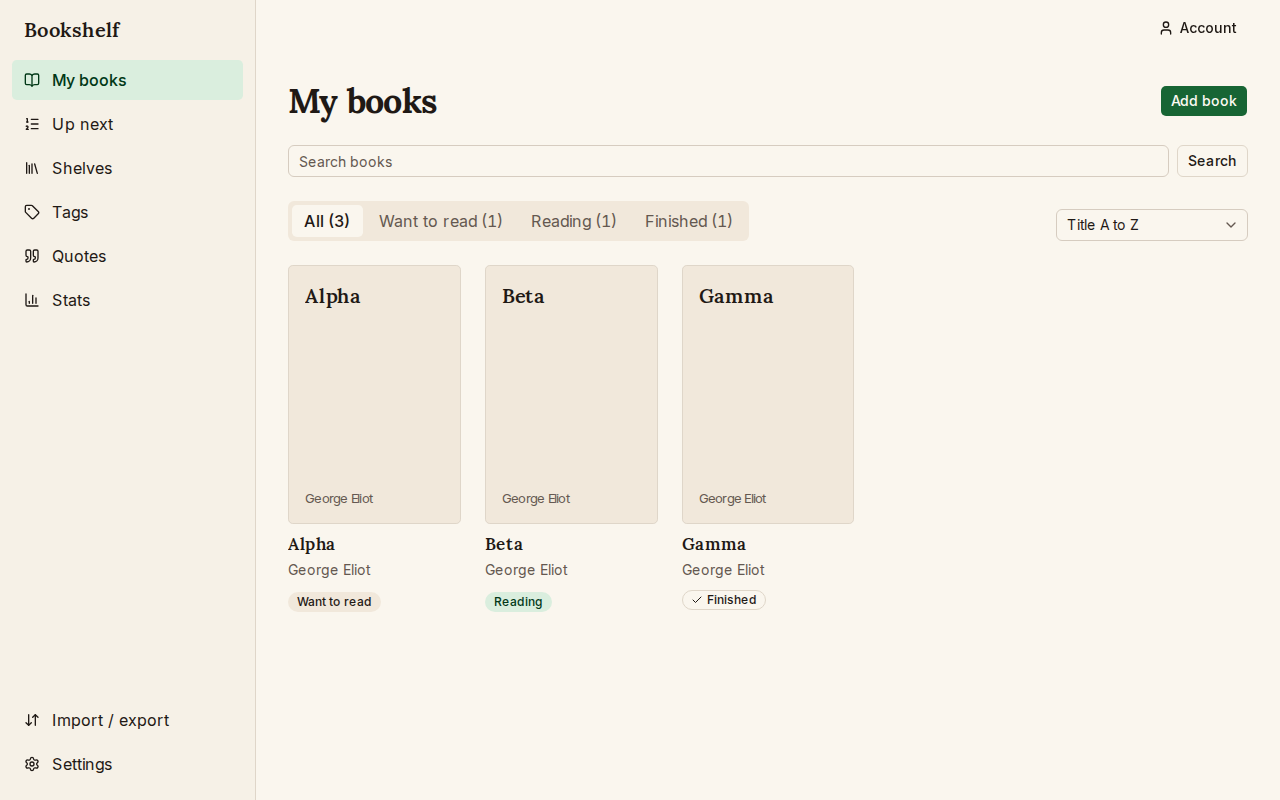 Bookshelf
My books
Up next
Shelves
Tags
Quotes
Stats
Import / export
Settings
Account
My books
Add book
Search books
Search
All (3)
Want to read (1)
Reading (1)
Finished (1)
Title A to Z
Alpha
George Eliot
Alpha
George Eliot
Want to read
Beta
George Eliot
Beta
George Eliot
Reading
Gamma
George Eliot
Gamma
George Eliot
Finished